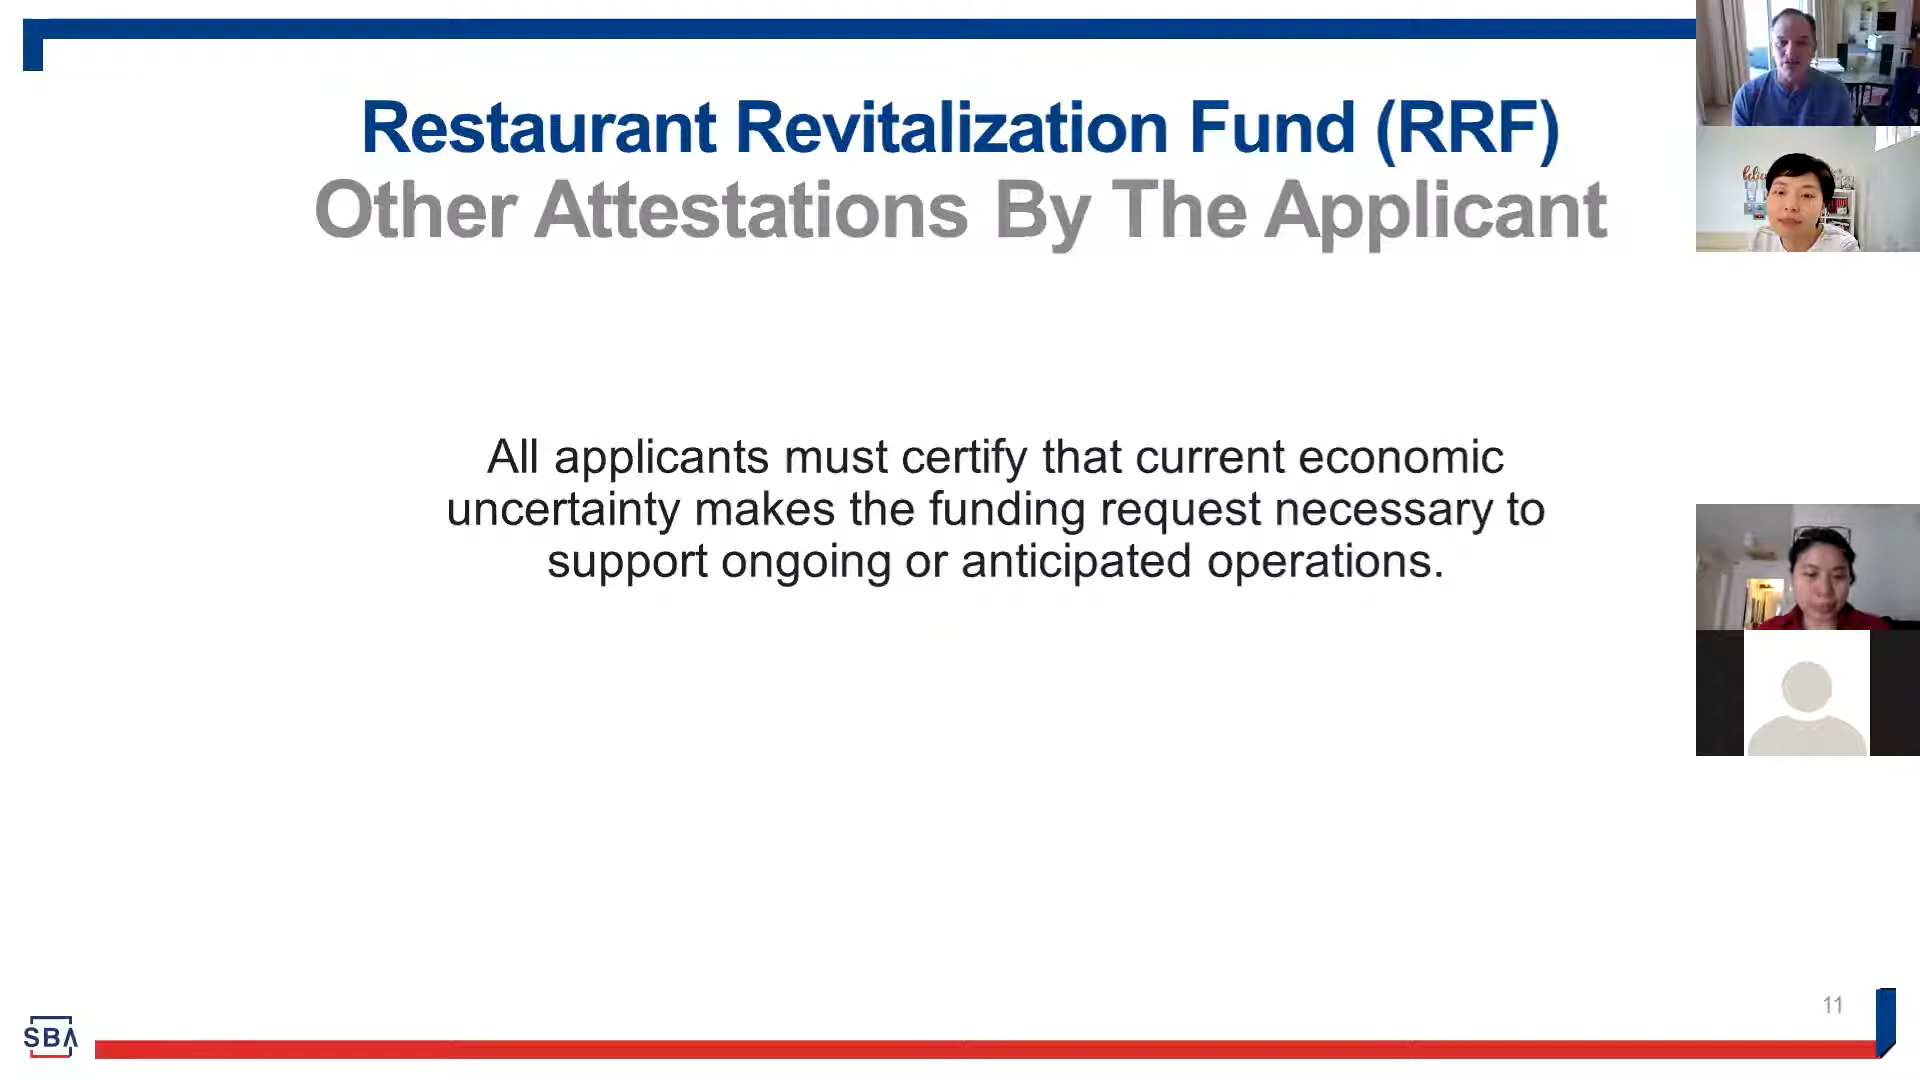 Restaurant Revitalization Fund (RRF)
Other Attestations By The Applicant
All applicants must certify that current economic
uncertainty makes the funding request necessary to
support ongoing or anticipated operations.
11
SBA